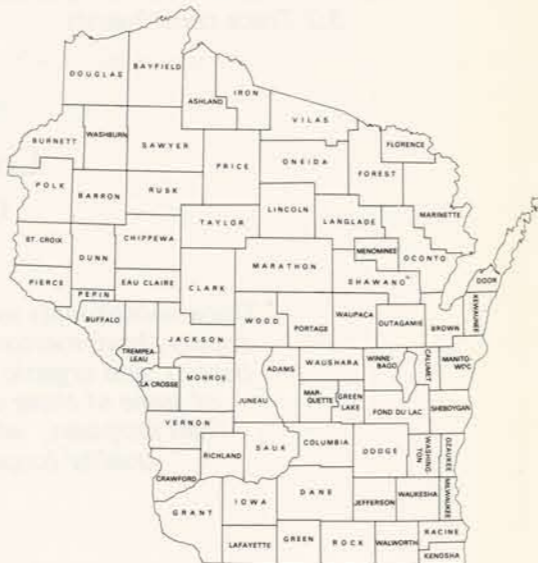 BAYFIELD
DOUGLAS
IRON
ASHLAND
VILAS
FLORENCE
BURNETT
WASHBURN
SAWYER
ONEIDA
PRICE
FOREST
POLK
RUSK
BARRON
LINCOLN
MARINETTE
TAYLOR
LANGLADE
CHIPPEWA
ST. CROIX
MENOMINEE
OCONTO
DUNN
MARATHON
PIERCE
EAU CLAIRE
CLARK
SHAWANO
DOOR
PEPIN
KEWAUNEE
BUFFALO
WOOD
PORTAGE
WAUPACA
OUTAGAMIE
BROWN
JACKSON
TREMPEA-
LEAU
ADAMS
WAUSHARA
WINNE-
BAGO
CALUMET
MANITO-
WOC
LA CROSSE
MONROE
JUNEAU
MAR-
QUETTE
GREEN
LAKE
FOND DU LAC
SHEBOYGAN
VERNON
RICHLAND
SAUK
COLUMBIA
DODGE
WASHING
TON
OZAUKEE
CRAWFORD
DANE
GRANT
IOWA
JEFFERSON
WAUKESHA
MILWAUKEE
LAFAYETTE
GREEN
ROCK
WALWORTH
RACINE
KENOSHA